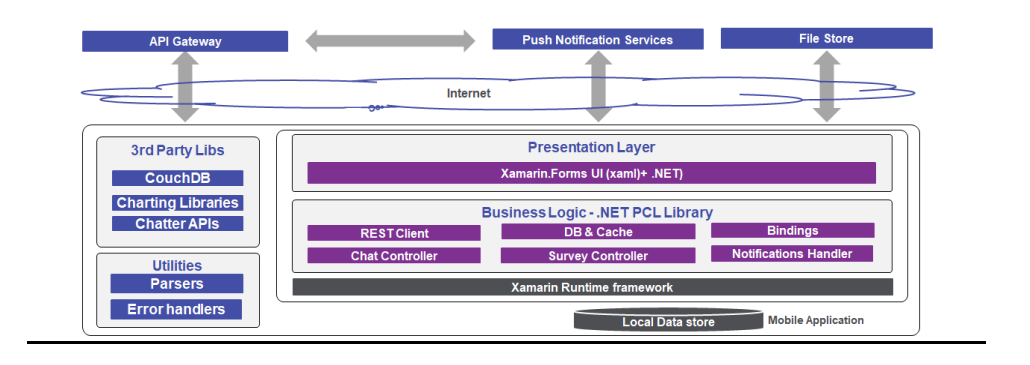 API Gateway
Push Notification Services
File Store
Internet
3rd Party Libs
CouchDB
Charting Libraries
Chatter APIs
Utilities
Parsers
Error handlers
Presentation Layer
Xamarin.Forms UI (xaml)+ .NET)
Business Logic - .NET PCL Library
REST Client
DB & Cache
Bindings
Chat Controller
Survey Controller
Notifications Handler
Xamarin Runtime framework
Local Data store
Mobile Application